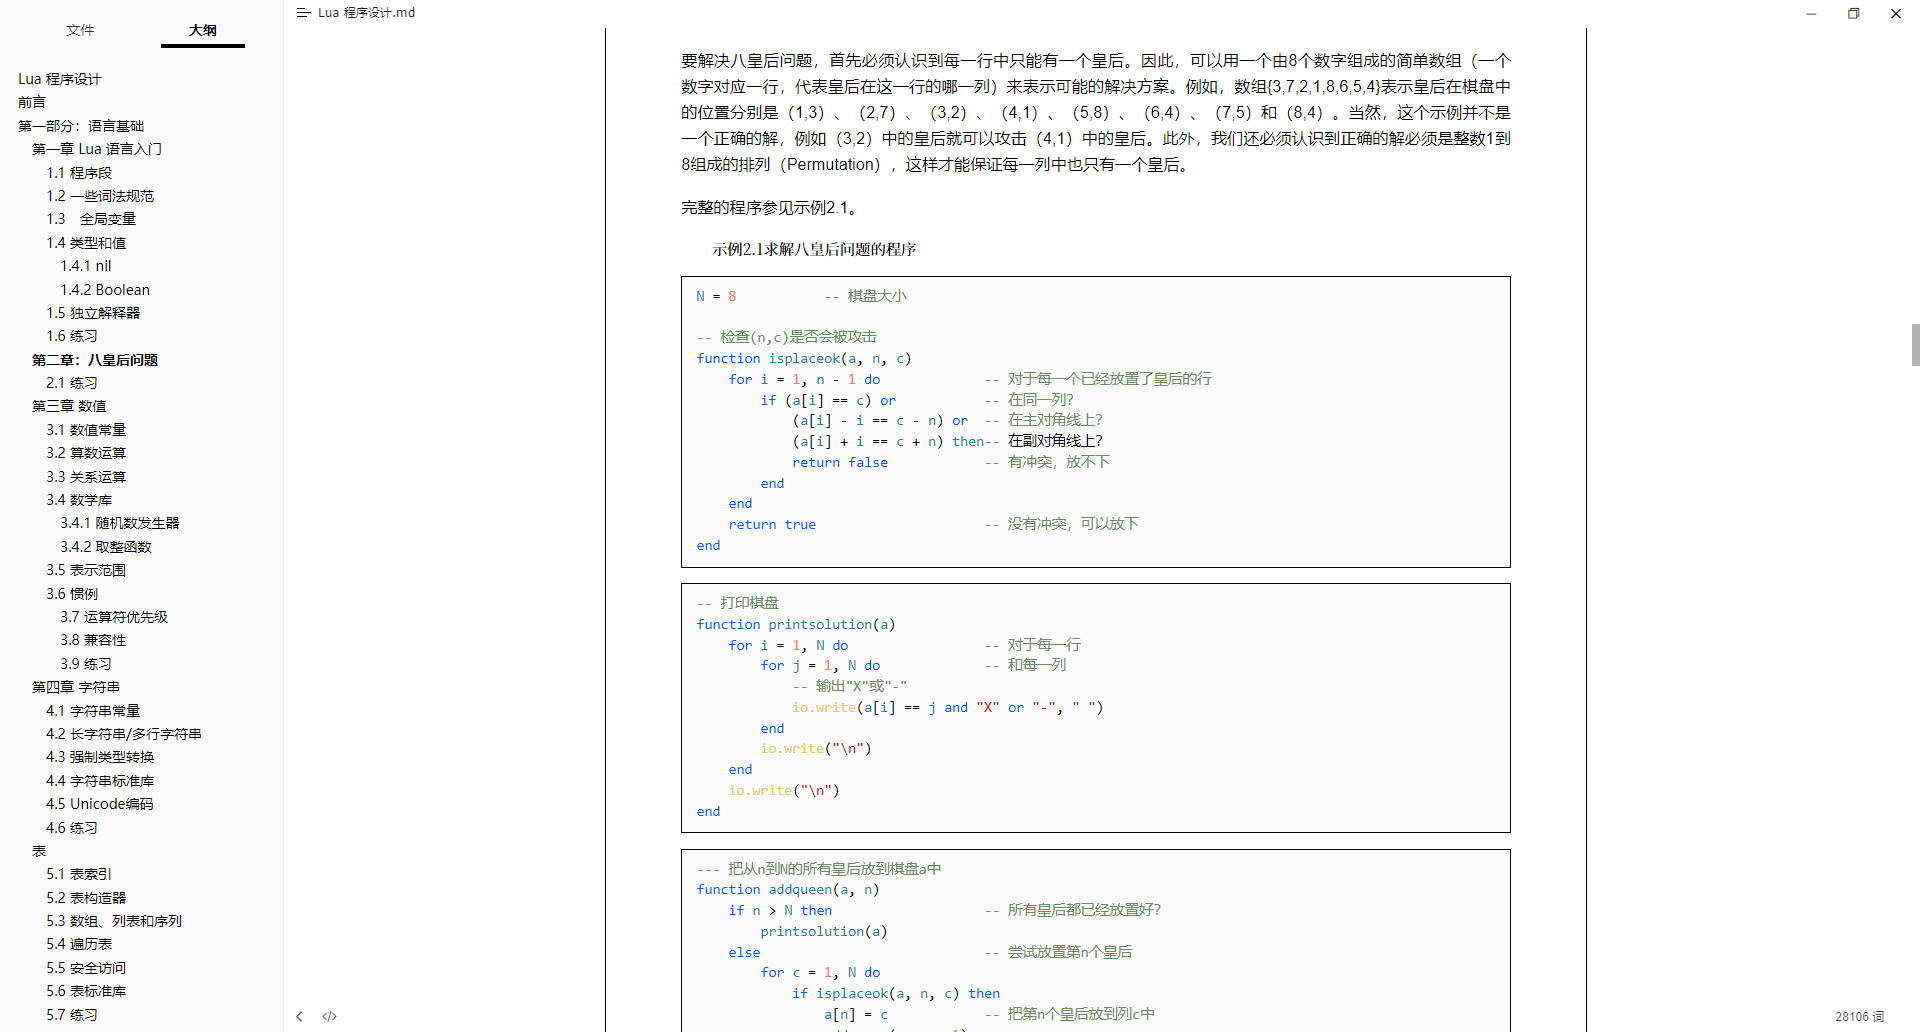 文件
大纲
Lua 程序设计
前言
第一部分：语言基础
第一章 Lua 语言入门
1.1 程序段
1.2 一些词法规范
1.3 全局变量
1.4 类型和值
1.4.1 nil
1.4.2 Boolean
1.5 独立解释器
1.6 练习
第二章：八皇后问题
2.1 练习
第三章 数值
3.1 数值常量
3.2 算数运算
3.3 关系运算
3.4 数学库
3.4.1 随机数发生器
3.4.2 取整函数
3.5 表示范围
3.6 惯例
3.7 运算符优先级
3.8 兼容性
3.9 练习
第四章 字符串
4.1 字符串常量
4.2 长字符串/多行字符串
4.3 强制类型转换
4.4 字符串标准库
4.5 Unicode编码
4.6 练习
表
5.1 表索引
5.2 表构造器
5.3 数组、列表和序列
5.4 遍历表
5.5 安全访问
5.6 表标准库
5.7 练习
Lua 程序设计.md
要解决八皇后问题，首先必须认识到每一行中只能有一个皇后。因此，可以用一个由8个数字组成的简单数组（一个
数字对应一行，代表皇后在这一行的哪一列）来表示可能的解决方案。例如，数组{3,7,2,1,8,6,5,4}表示皇后在棋盘中
的位置分别是（1,3）、（2,7）、（3,2）、（4,1）、（5,8）、（6,4）、（7,5）和（8,4）。当然，这个示例并不是
一个正确的解，例如（3,2）中的皇后就可以攻击（4,1）中的皇后。此外，我们还必须认识到正确的解必须是整数1到
8组成的排列（Permutation），这样才能保证每一列中也只有一个皇后。
完整的程序参见示例2.1。
示例2.1求解八皇后问题的程序
N = 8           -- 棋盘大小
-- 检查(n,c)是否会被攻击
function isplaceok(a, n, c)
    for i = 1, n - 1 do             -- 对于每一个已经放置了皇后的行
        if (a[i] == c) or           -- 在同一列？
            (a[i] - i == c - n) or  -- 在主对角线上？
            (a[i] + i == c + n) then-- 在副对角线上？
            return false            -- 有冲突，放不下
        end
    end
    return true                     -- 没有冲突，可以放下
end
-- 打印棋盘
function printsolution(a)
    for i = 1, N do                 -- 对于每一行
        for j = 1, N do             -- 和每一列
            -- 输出"X"或"-"
            io.write(a[i] == j and "X" or "-", " ")
        end
        io.write("\n")
    end
    io.write("\n")
end
--- 把从n到N的所有皇后放到棋盘a中
function addqueen(a, n)
    if n > N then                   -- 所有皇后都已经放置好？
        printsolution(a)
    else                            -- 尝试放置第n个皇后
        for c = 1, N do
            if isplaceok(a, n, c) then
                a[n] = c            -- 把第n个皇后放到列c中
</> 28106 词